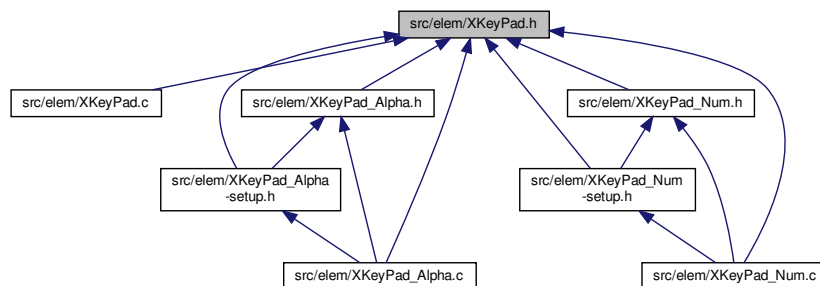 src/elem/XKeyPad.h
src/elem/XKeyPad.c
src/elem/XKeyPad_Alpha.h
src/elem/XKeyPad_Num.h
src/elem/XKeyPad_Alpha
-setup.h
src/elem/XKeyPad_Num
-setup.h
src/elem/XKeyPad_Alpha.c
src/elem/XKeyPad_Num.c